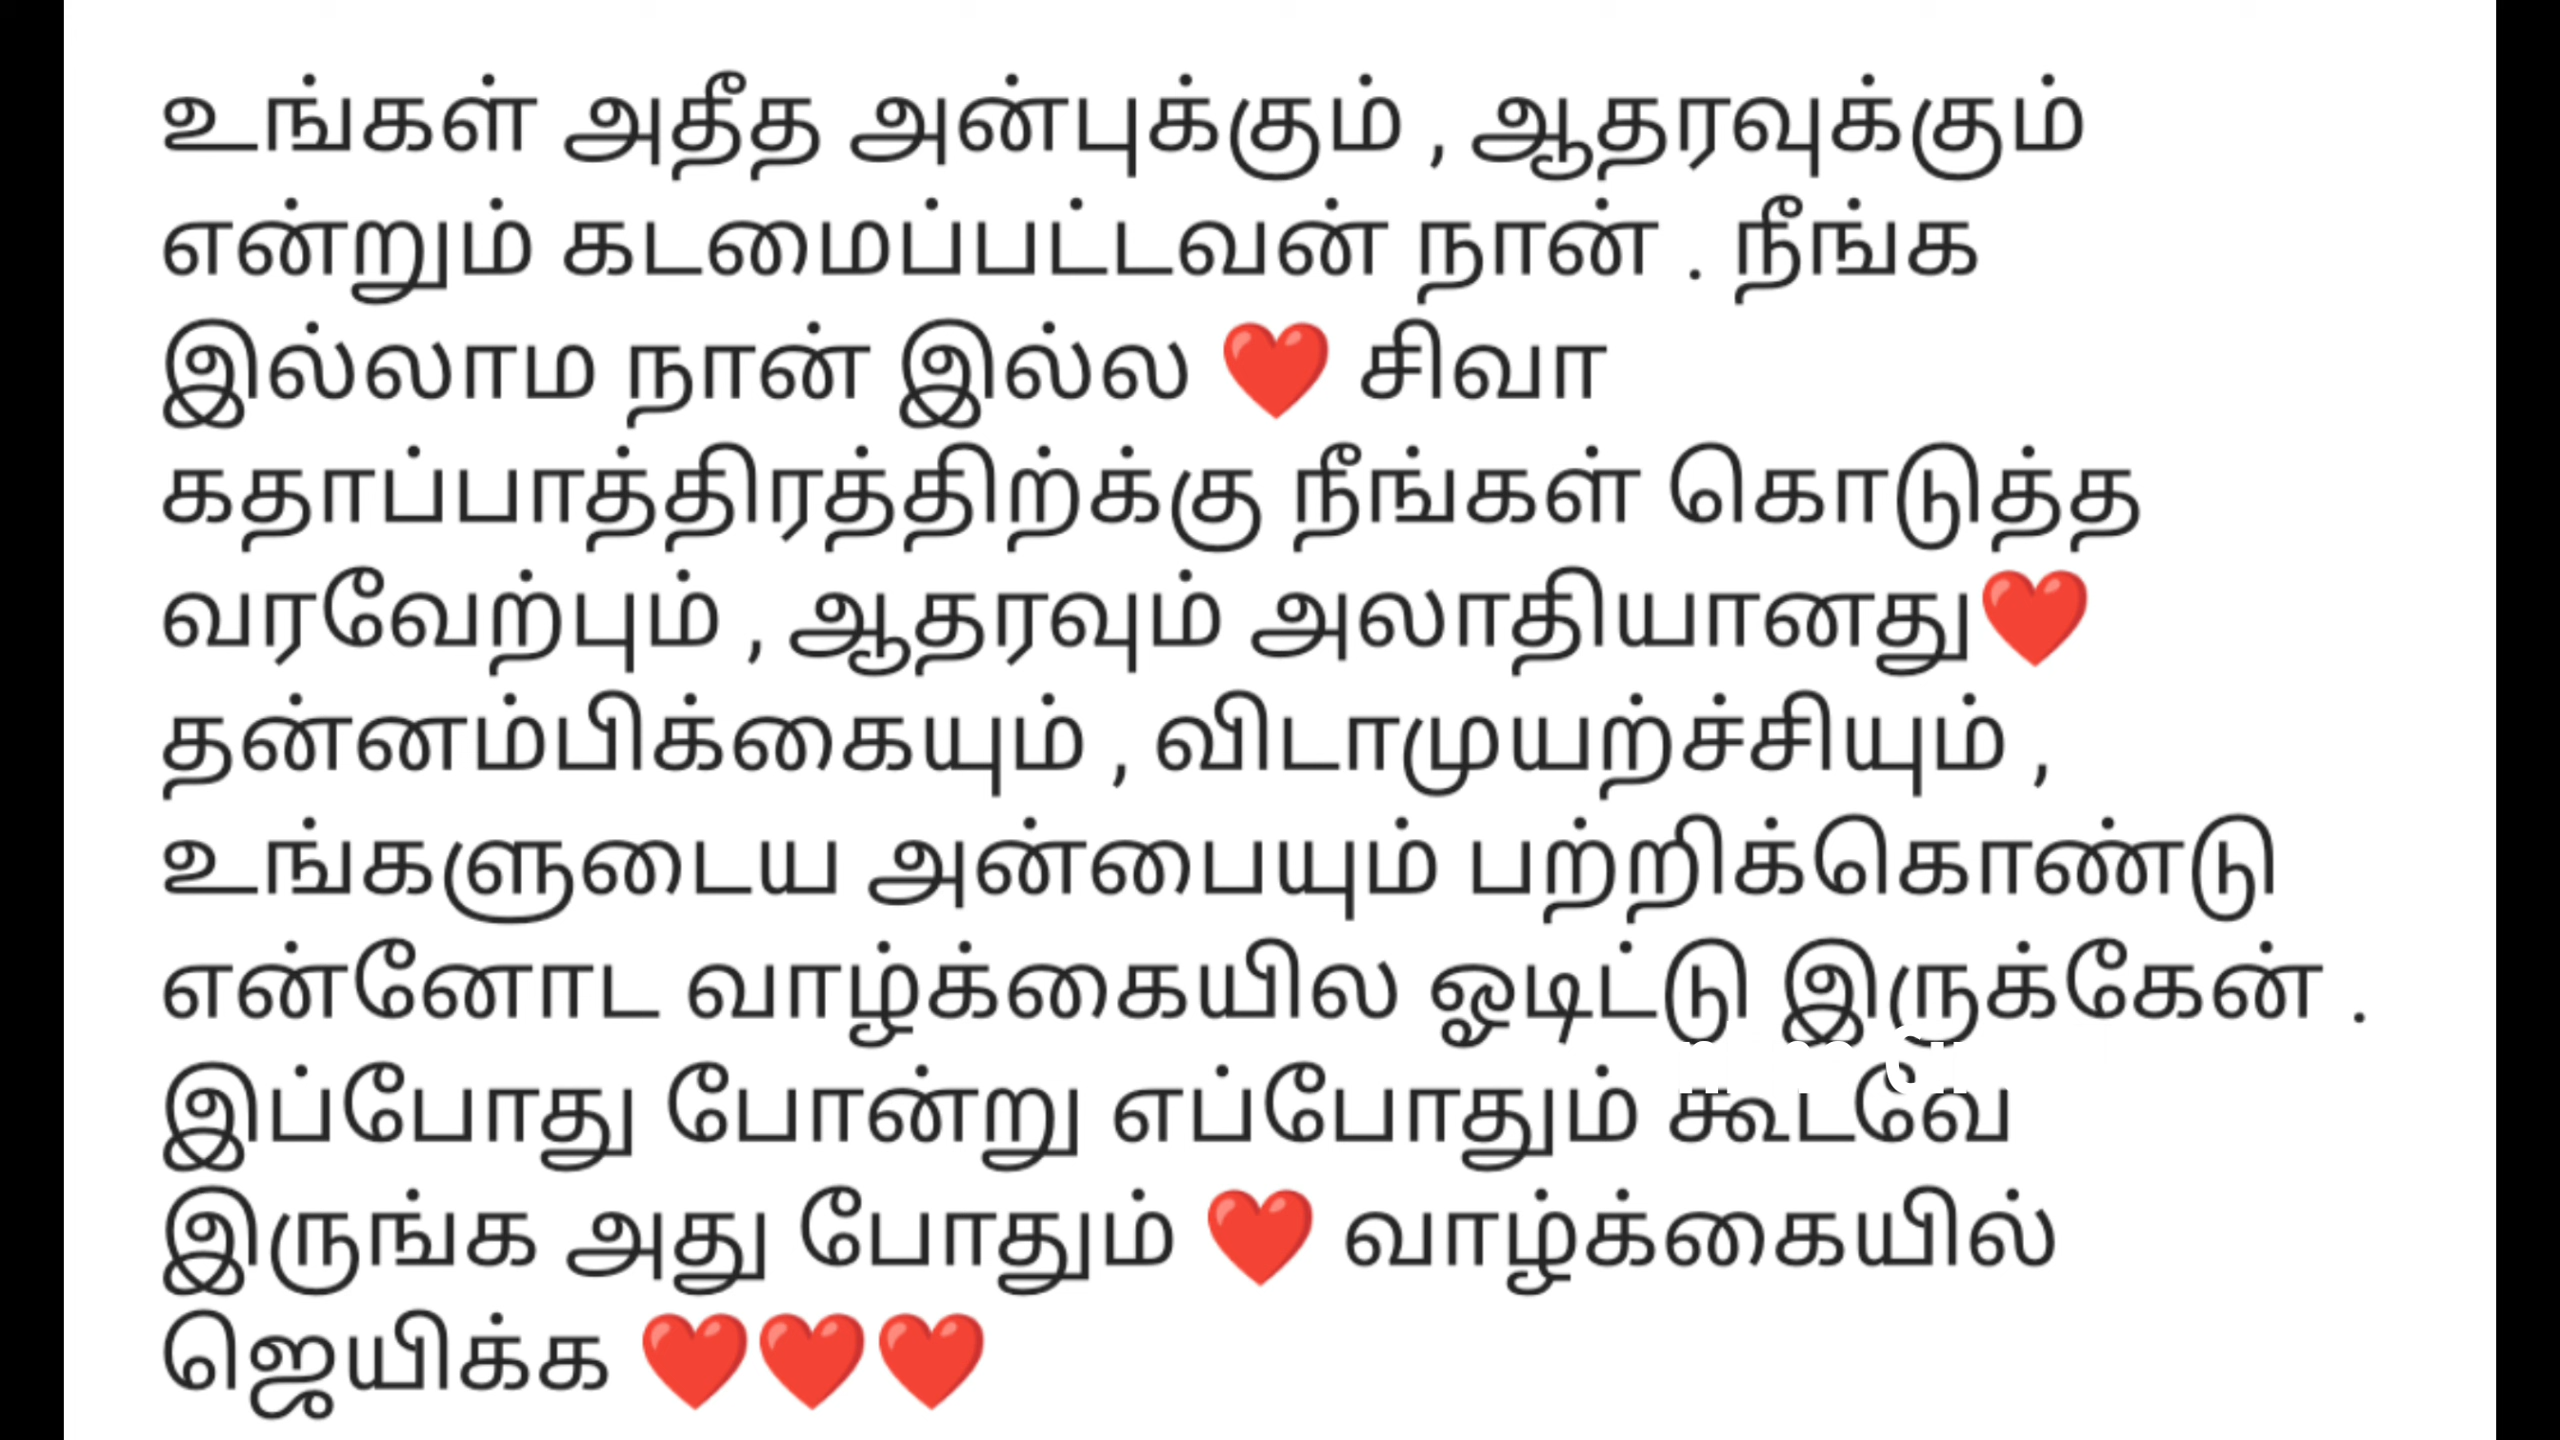 உங்கள் அதீத அன்புக்கும் , ஆதரவுக்கும்
என்றும் கடமைப்பட்டவன் நான் . நீங்க
இல்லாம நான் இல்ல ❤️ சிவா
கதாப்பாத்திரத்திற்க்கு நீங்கள் கொடுத்த
வரவேற்பும் , ஆதரவும் அலாதியானது❤️
தன்னம்பிக்கையும் , விடாமுயற்ச்சியும் ,
உங்களுடைய அன்பையும் பற்றிக்கொண்டு
என்னோட வாழ்க்கையில ஓடிட்டு இருக்கேன் .
இப்போது போன்று எப்போதும் கூடவே
இருங்க அது போதும் ❤️ வாழ்க்கையில்
ஜெயிக்க ❤️❤️❤️